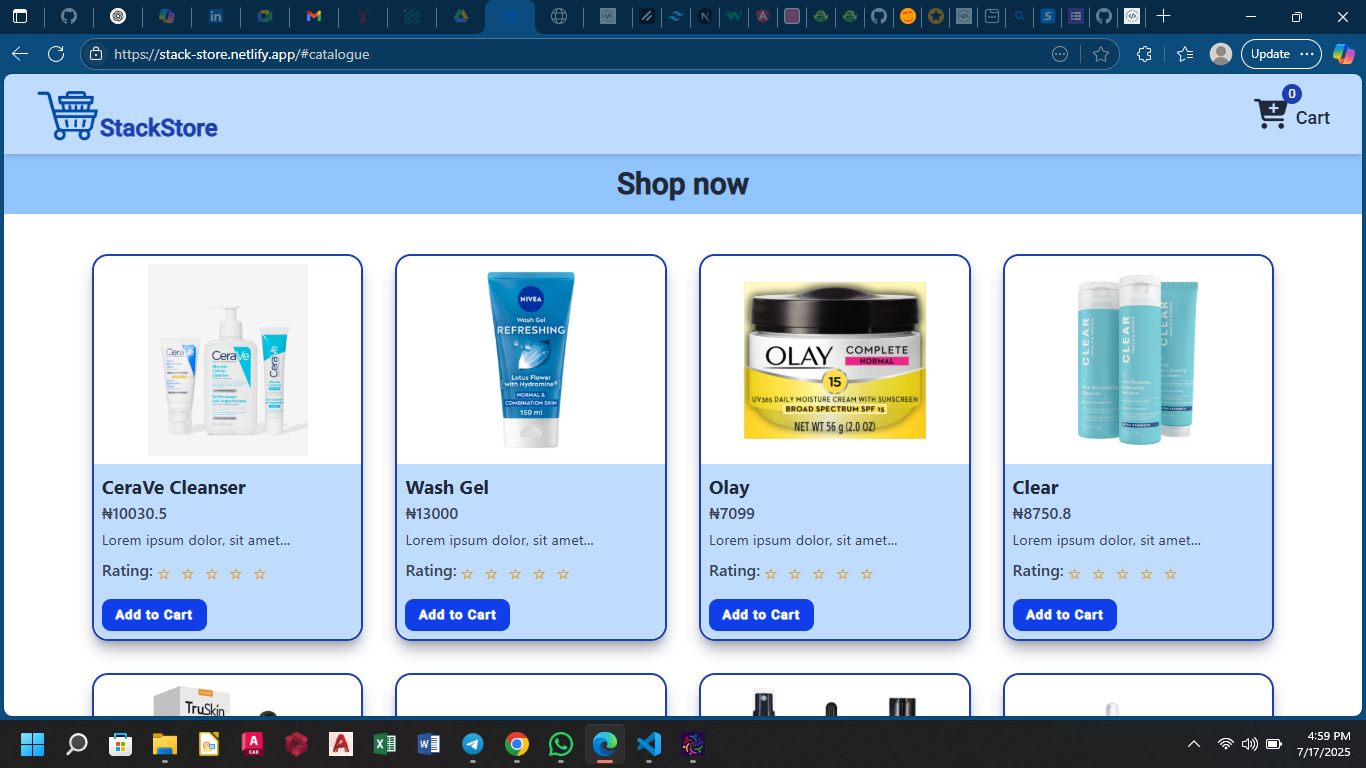 https://stack-store.netlify.app/#catalogue
Update
StackStore
0
Cart
Shop now
CeraVe
CeraVe
CeraVe
NIVEA
Wash Gel
REFRESHING
Lotus Flower
with Hydramine
NORMAL &
COMBINATION SKIN
150 ml
OLAY
COMPLETE
NORMAL
15
UV365 DAILY MOISTURE CREAM WITH SUNSCREEN
BROAD SPECTRUM SPF 15
NET WT 56 g (2.0 OZ)
CLEAR
CLEAR
CLEAR
CeraVe Cleanser
₦10030.5
Lorem ipsum dolor, sit amet...
Rating:
Add to Cart
Wash Gel
₦13000
Lorem ipsum dolor, sit amet...
Rating:
Add to Cart
Olay
₦7099
Lorem ipsum dolor, sit amet...
Rating:
Add to Cart
Clear
₦8750.8
Lorem ipsum dolor, sit amet...
Rating:
Add to Cart
TruSkin
4:59 PM
7/17/2025